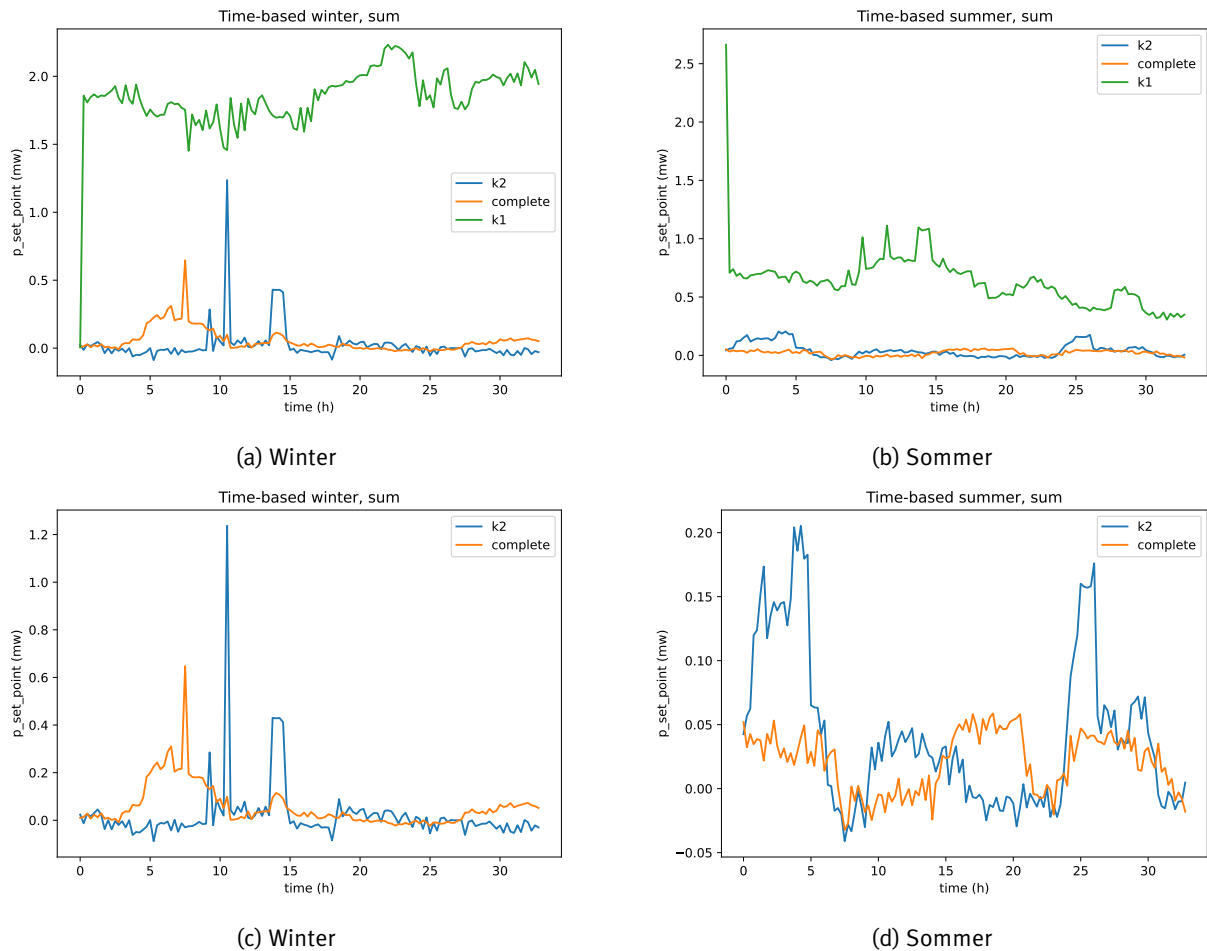 Time-based winter, sum
p_set_point (mw)
2.0
1.5
1.0
0.5
0.0
k2
complete
k1
0 5 10 15 20 25 30
time (h)
(a) Winter
Time-based summer, sum
p_set_point (mw)
2.5
2.0
1.5
1.0
0.5
0.0
k2
complete
k1
0 5 10 15 20 25 30
time (h)
(b) Sommer
Time-based winter, sum
p_set_point (mw)
1.2
1.0
0.8
0.6
0.4
0.2
0.0
k2
complete
0 5 10 15 20 25 30
time (h)
(c) Winter
Time-based summer, sum
p_set_point (mw)
0.20
0.15
0.10
0.05
0.00
−0.05
k2
complete
0 5 10 15 20 25 30
time (h)
(d) Sommer